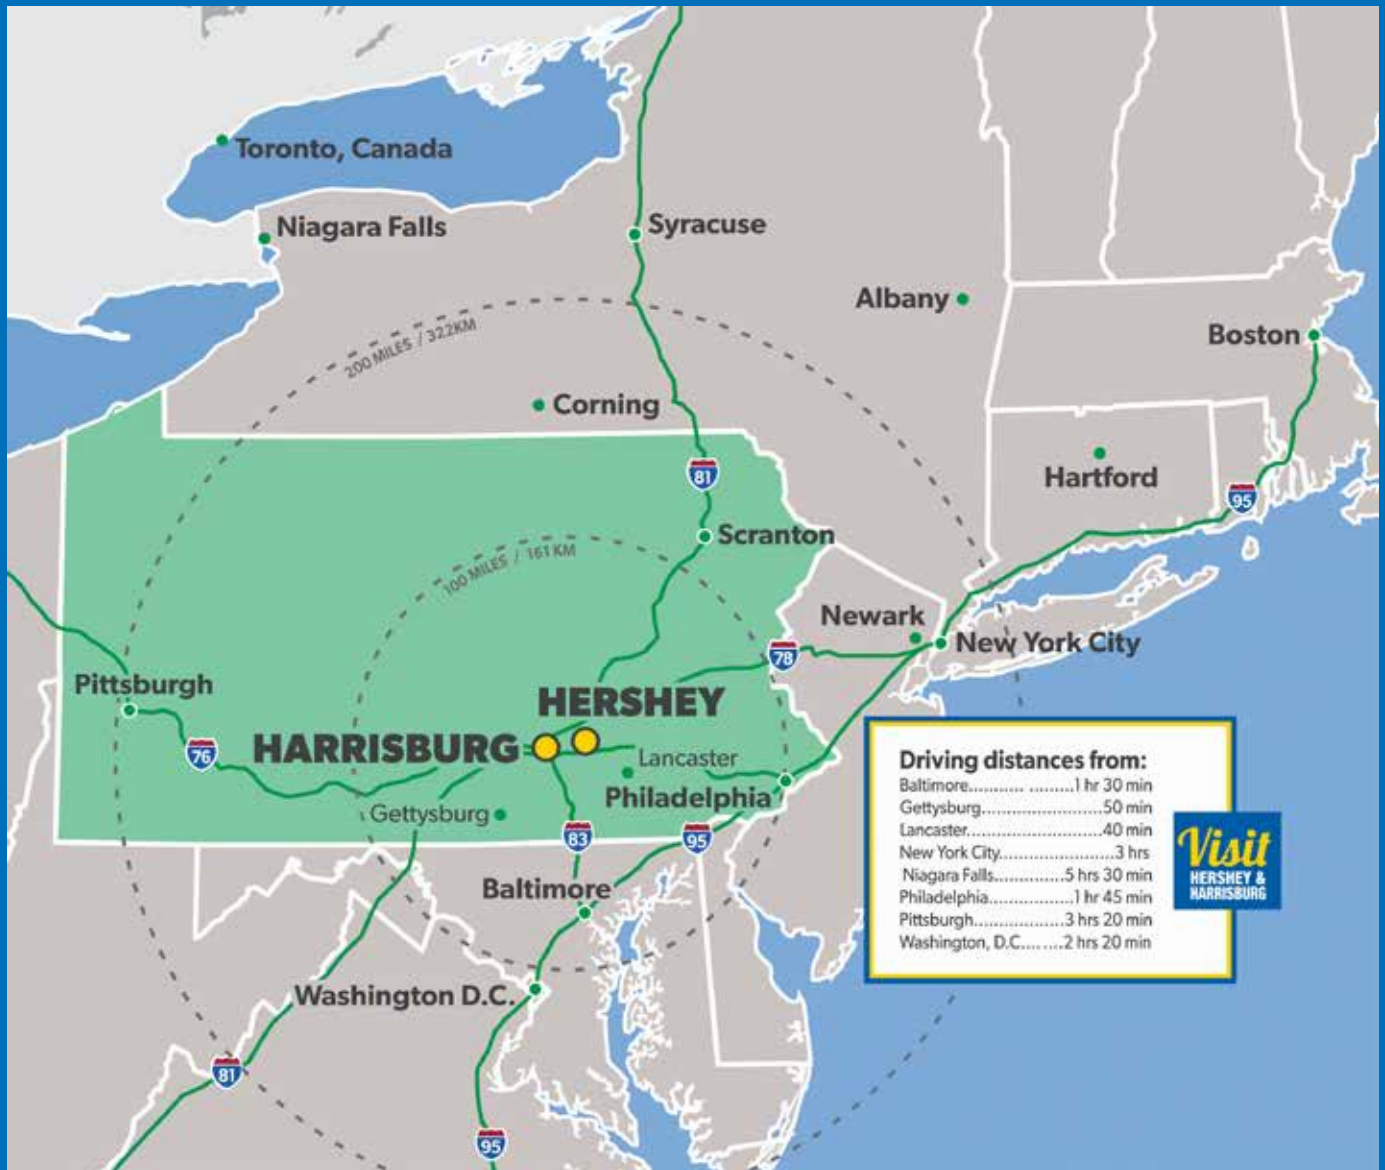 Toronto, Canada
Niagara Falls
Syracuse
Albany
Boston
200 MILES / 322KM
Corning
Hartford
81
95
Scranton
100 MILES / 161 KM
Newark
New York City
78
Pittsburgh
HERSHEY
HARRISBURG
76
Lancaster
Philadelphia
Gettysburg
83
95
Baltimore
Washington D.C.
81
95
Driving distances from:
Baltimore............ .........1 hr 30 min
Gettysburg.........................50 min
Lancaster............................40 min
New York City.......................3 hrs
Niagara Falls..............5 hrs 30 min
Philadelphia.................1 hr 45 min
Pittsburgh...................3 hrs 20 min
Washington, D.C........2 hrs 20 min
Visit
HERSHEY &
HARRISBURG